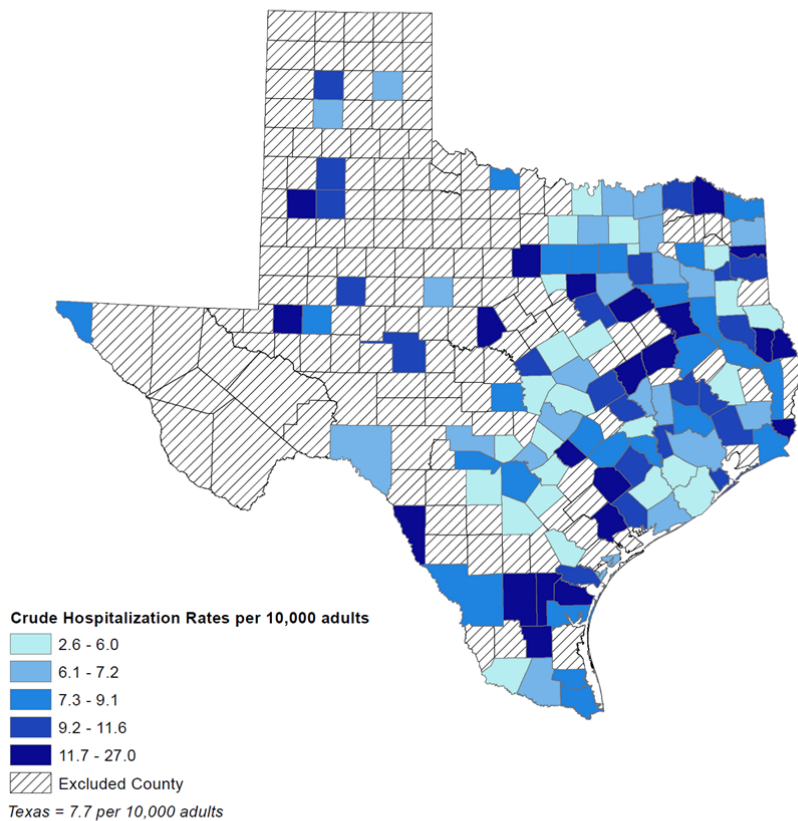 Crude Hospitalization Rates per 10,000 adults
2.6 - 6.0
6.1 - 7.2
7.3 - 9.1
9.2 - 11.6
11.7 - 27.0
Excluded County
Texas = 7.7 per 10,000 adults